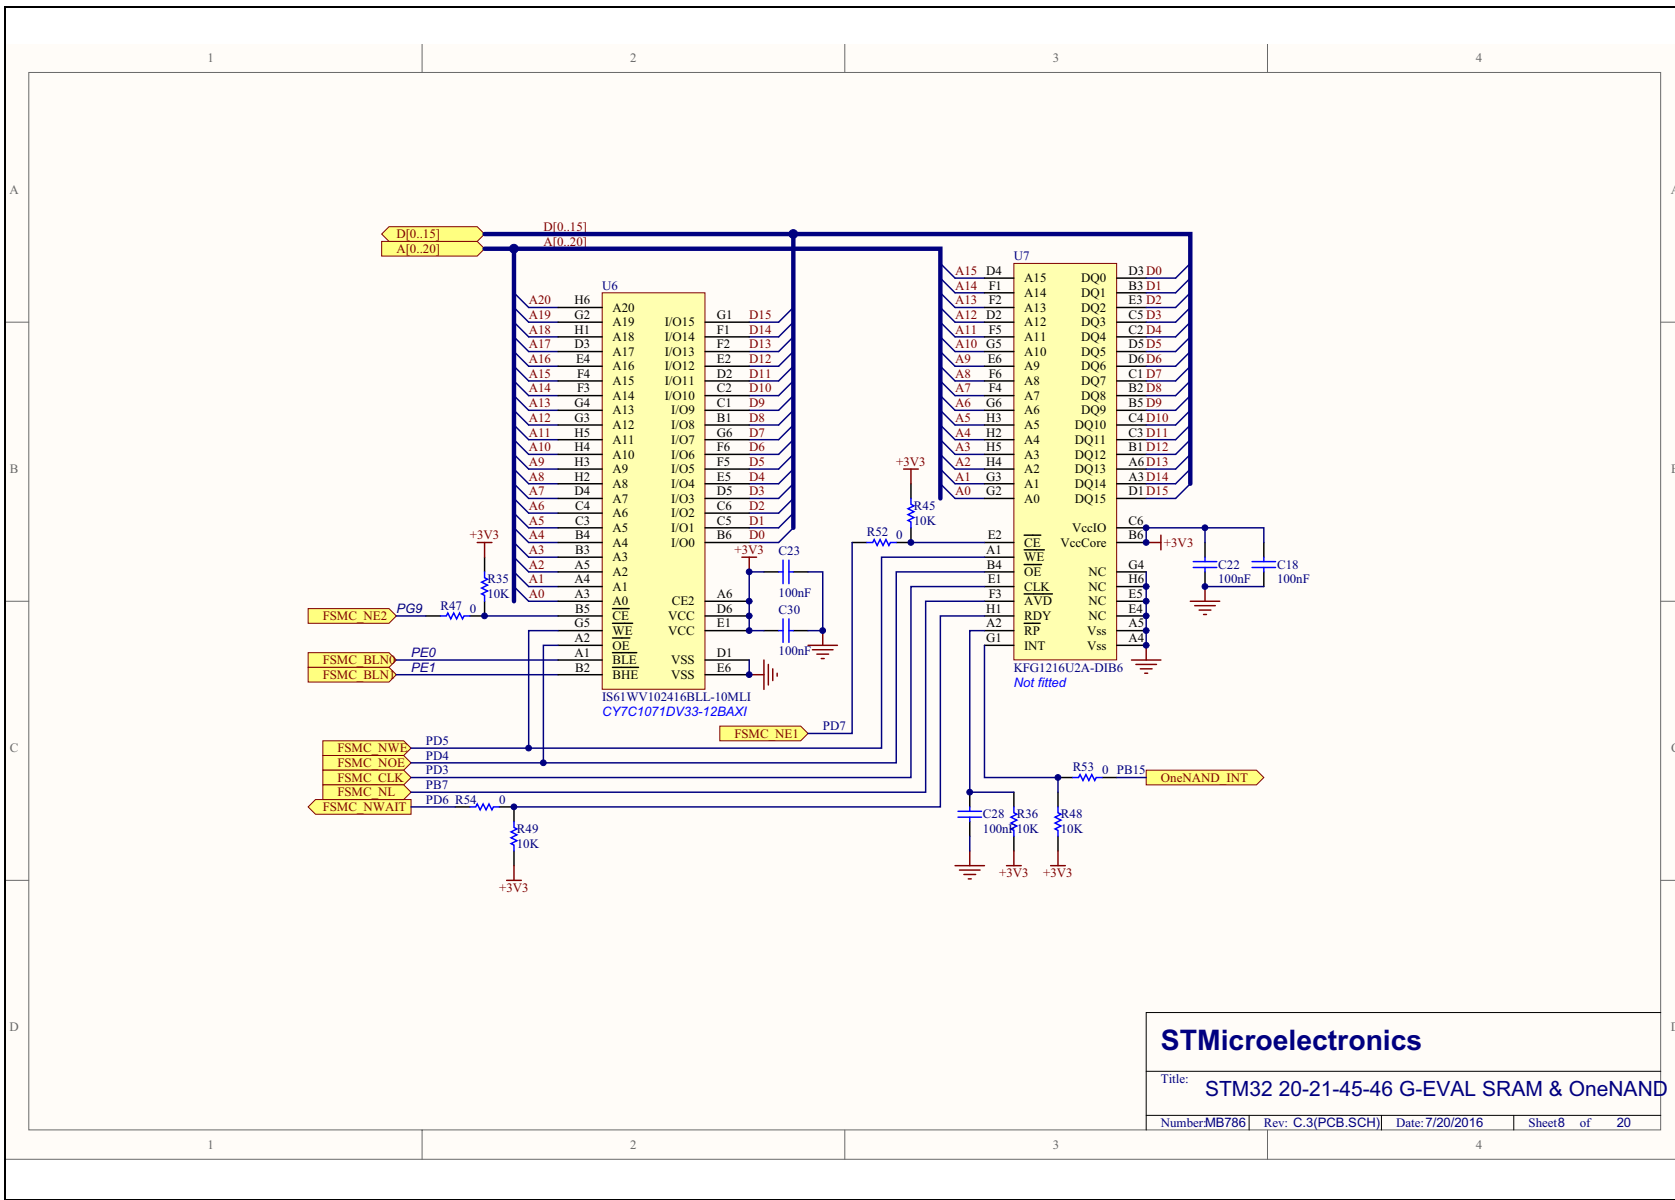 1 2 3 4
A A
B B
C C
D D
D[0..15] D[0..15]
A[0..20] A[0..20]
U6
A20 H6 A20
A19 G2 A19 I/O15 G1 D15
A18 H1 A18 I/O14 F1 D14
A17 D3 A17 I/O13 F2 D13
A16 E4 A16 I/O12 E2 D12
A15 F4 A15 I/O11 D2 D11
A14 F3 A14 I/O10 C2 D10
A13 G4 A13 I/O9 C1 D9
A12 G3 A12 I/O8 B1 D8
A11 H5 A11 I/O7 G6 D7
A10 H4 A10 I/O6 F6 D6
A9 H3 A9 I/O5 F5 D5
A8 H2 A8 I/O4 E5 D4
A7 D4 A7 I/O3 D5 D3
A6 C4 A6 I/O2 C6 D2
A5 C3 A5 I/O1 C5 D1
A4 B4 A4 I/O0 B6 D0
A3 B3 A3
A2 A5 A2
A1 A4 A1
A0 A3 A0 CE2 A6
B5 CE VCC D6
G5 WE VCC E1
A2 OE
A1 BLE VSS D1
B2 BHE VSS E6
IS61WV102416BLL-10MLI
CY7C1071DV33-12BAXI
+3V3
R35
10K
FSMC_NE2 PG9 R47 0
FSMC_BLN0 PE0
FSMC_BLN1 PE1
+3V3 C23
100nF
C30
100nF
U7
A15 D4 A15 DQ0 D3 D0
A14 F1 A14 DQ1 B3 D1
A13 F2 A13 DQ2 E3 D2
A12 D2 A12 DQ3 C5 D3
A11 F5 A11 DQ4 C2 D4
A10 G5 A10 DQ5 D5 D5
A9 E6 A9 DQ6 D6 D6
A8 F6 A8 DQ7 C1 D7
A7 F4 A7 DQ8 B2 D8
A6 G6 A6 DQ9 B5 D9
A5 H3 A5 DQ10 C4 D10
A4 H2 A4 DQ11 C3 D11
A3 H5 A3 DQ12 B1 D12
A2 H4 A2 DQ13 A6 D13
A1 G3 A1 DQ14 A3 D14
A0 G2 A0 DQ15 D1 D15
VccIO C6
E2 CE VccCore B6 +3V3
A1 WE
B4 OE NC G4
E1 CLK NC H6
F3 AVD NC E5
H1 RDY NC E4
A2 RP Vss A5
G1 INT Vss A4
KFG1216U2A-DIB6
Not fitted
+3V3
R45
10K
R52 0
C22
100nF
C18
100nF
FSMC_NE1 PD7
FSMC_NWE PD5
FSMC_NOE PD4
FSMC_CLK PD3
FSMC_NL PB7
FSMC_NWAIT PD6 R54 0
R49
10K
+3V3
R53 0 PB15 OneNAND_INT
C28
100nF
R36
10K
+3V3
R48
10K
+3V3
STMicroelectronics
Title: STM32 20-21-45-46 G-EVAL SRAM & OneNAND
Number:MB786 Rev: C.3(PCB.SCH) Date:7/20/2016 Sheet8 of 20
1 2 3 4